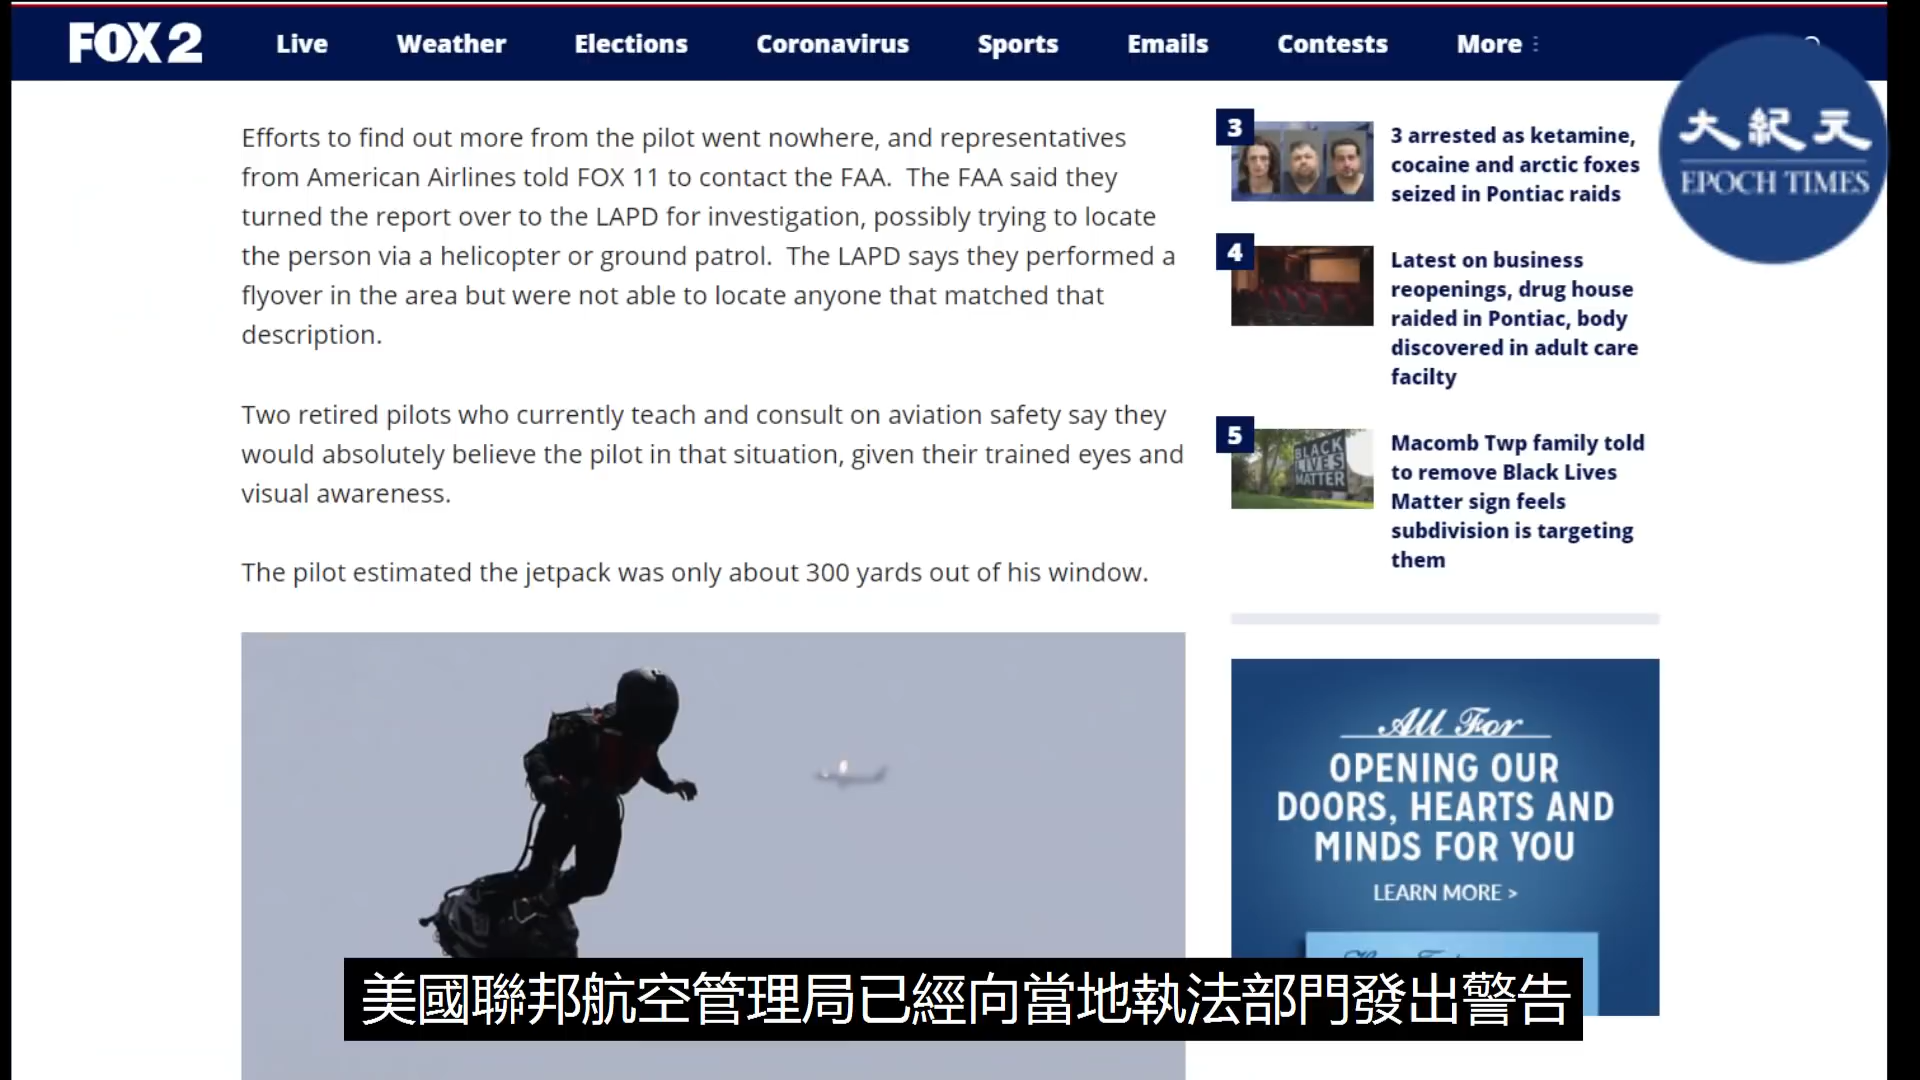 FOX 2 Live Weather Elections Coronavirus Sports Emails Contests More
大紀元
EPOCH TIMES
Efforts to find out more from the pilot went nowhere, and representatives
from American Airlines told FOX 11 to contact the FAA.  The FAA said they
turned the report over to the LAPD for investigation, possibly trying to locate
the person via a helicopter or ground patrol.  The LAPD says they performed a
flyover in the area but were not able to locate anyone that matched that
description.
Two retired pilots who currently teach and consult on aviation safety say they
would absolutely believe the pilot in that situation, given their trained eyes and
visual awareness.
The pilot estimated the jetpack was only about 300 yards out of his window.
3
3 arrested as ketamine,
cocaine and arctic foxes
seized in Pontiac raids
4
Latest on business
reopenings, drug house
raided in Pontiac, body
discovered in adult care
facilty
5
BLACK
LIVES
MATTER
Macomb Twp family told
to remove Black Lives
Matter sign feels
subdivision is targeting
them
All For
OPENING OUR
DOORS, HEARTS AND
MINDS FOR YOU
LEARN MORE >
美國聯邦航空管理局已經向當地執法部門發出警告